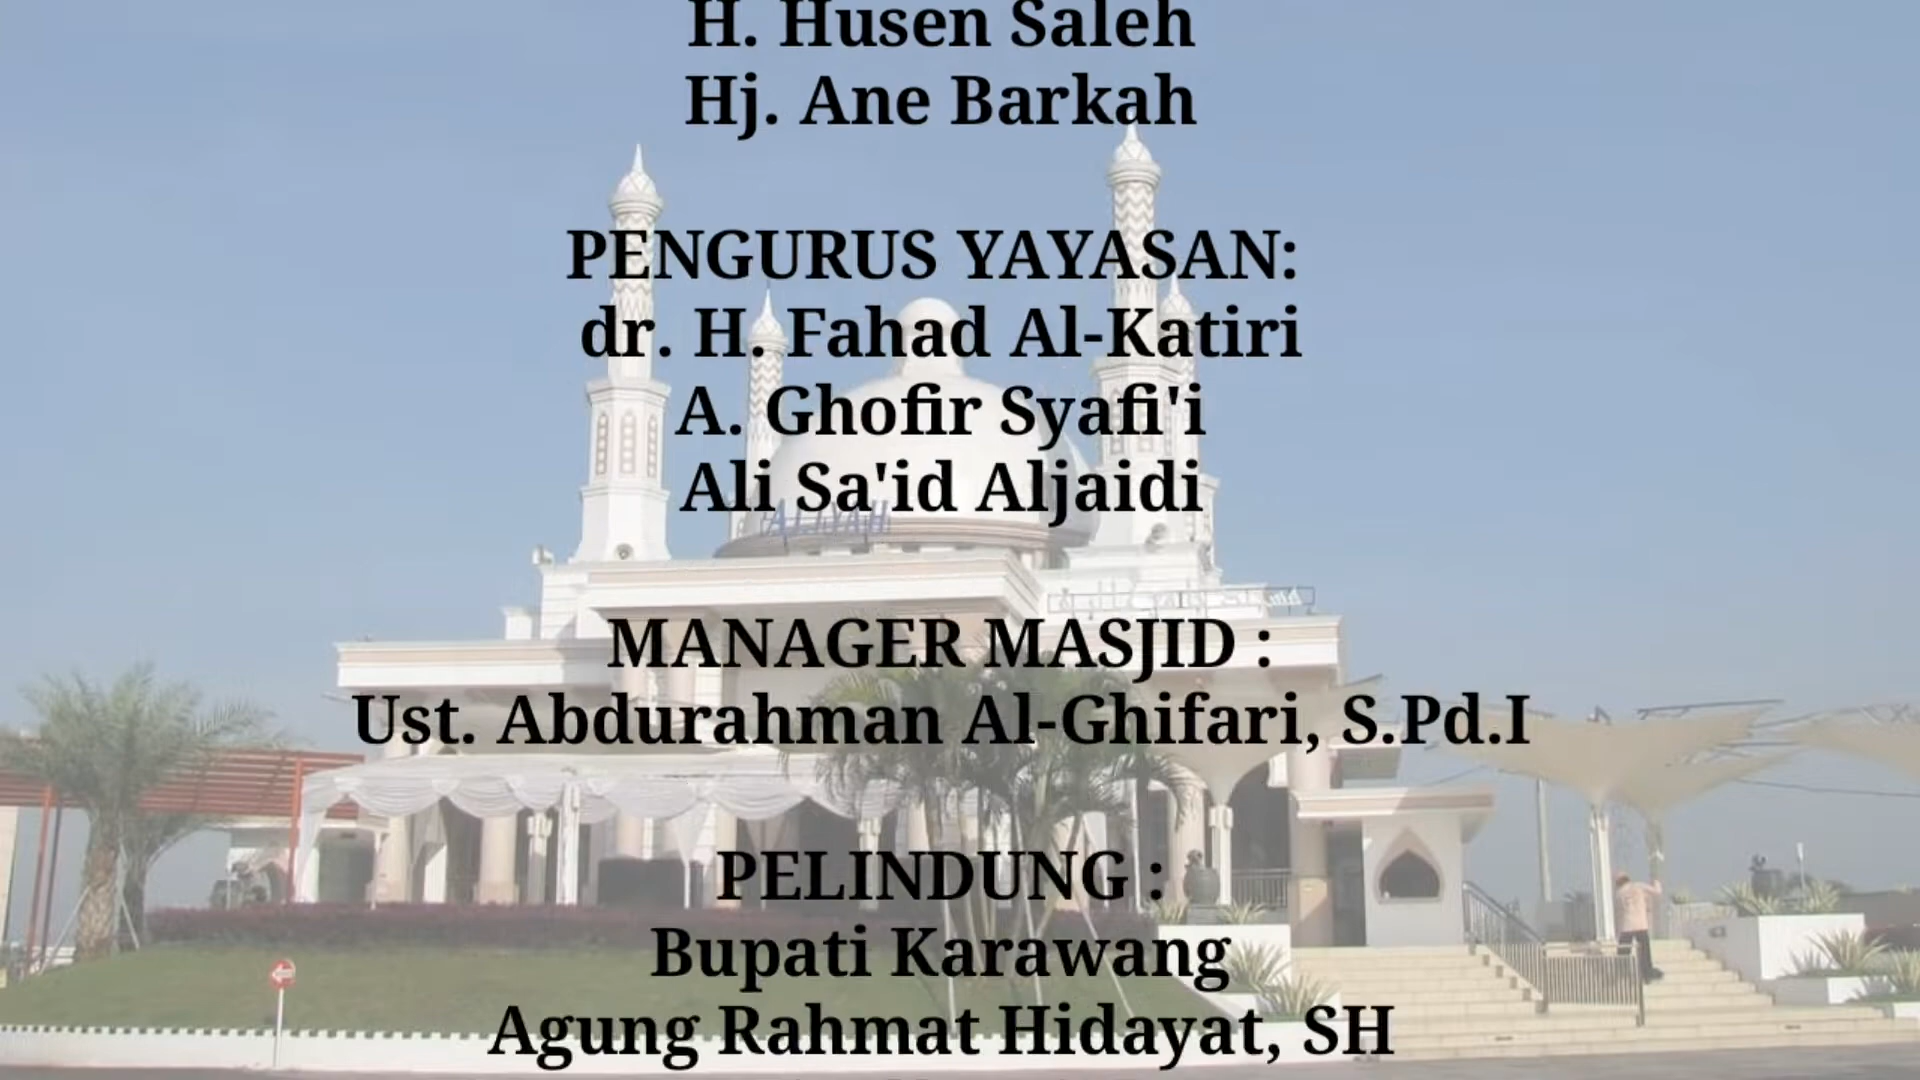 H. Husen Saleh
Hj. Ane Barkah
PENGURUS YAYASAN:
dr. H. Fahad Al-Katiri
A. Ghofir Syafi'i
Ali Sa'id Aljaidi
MANAGER MASJID :
Ust. Abdurahman Al-Ghifari, S.Pd.I
PELINDUNG :
Bupati Karawang
Agung Rahmat Hidayat, SH